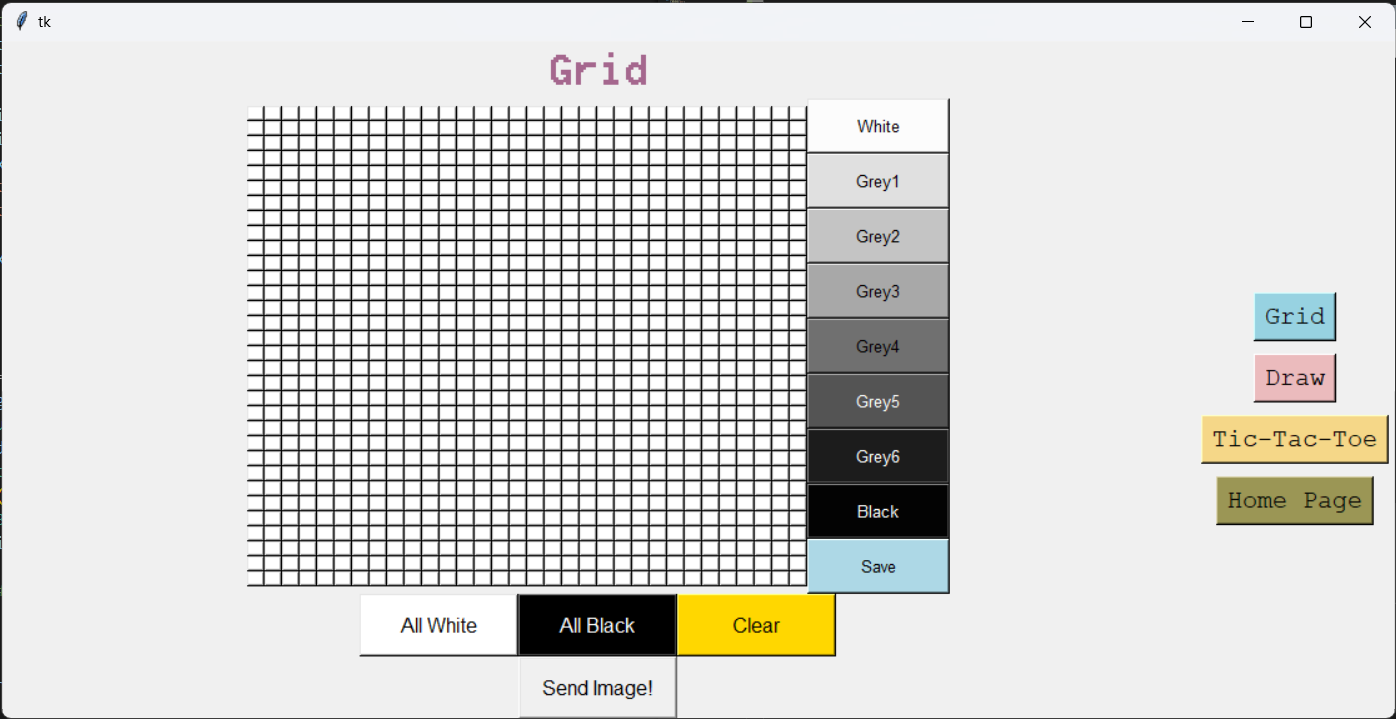 tk
Grid
White
Grey1
Grey2
Grey3
Grey4
Grey5
Grey6
Black
Save
All White
All Black
Clear
Send Image!
Grid
Draw
Tic-Tac-Toe
Home Page